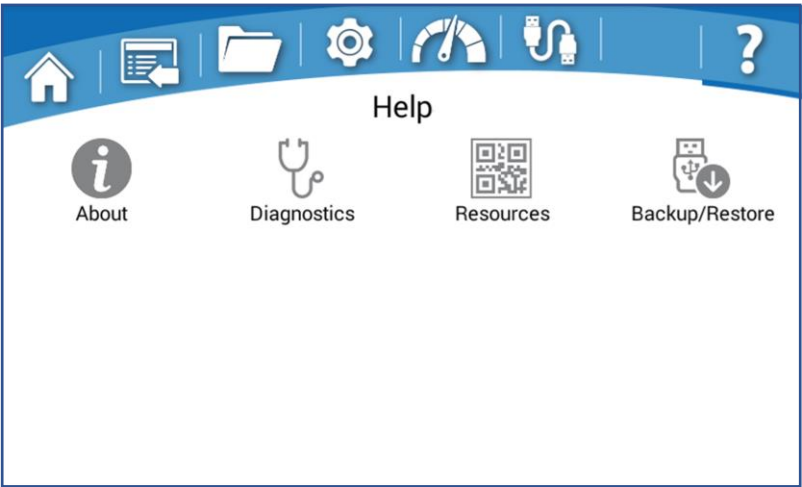 Help
About
Diagnostics
Resources
Backup/Restore